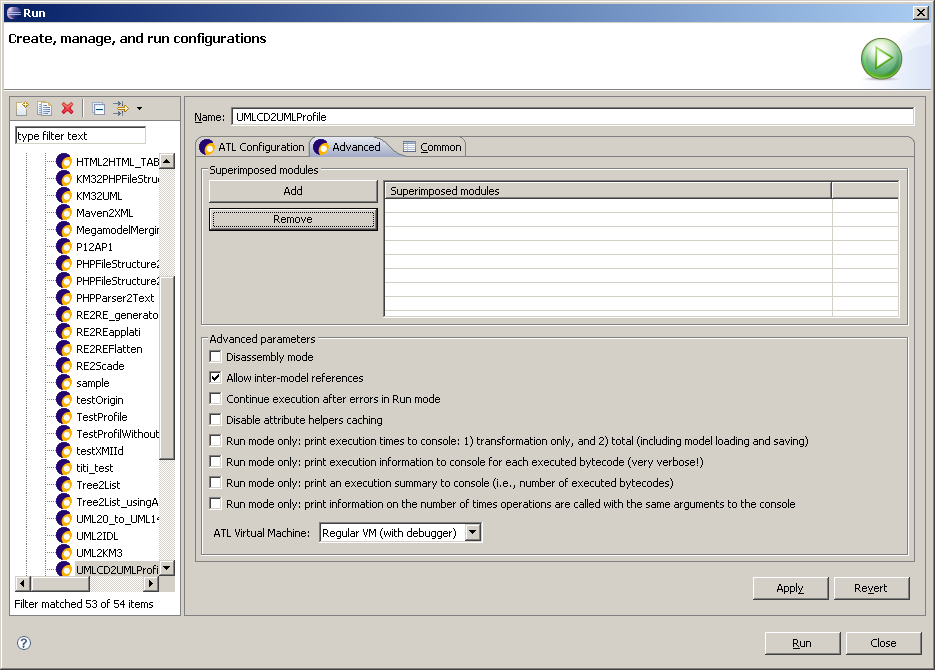 Run
Create, manage, and run configurations
type filter text
HTML2HTML_TAB
KM32PHPFileStruc
KM32UML
Maven2XML
MegamodelMergin
P12AP1
PHPFileStructure2
PHPFileStructure2
PHPParser2Text
RE2RE_generato
RE2REapplati
RE2REFlatten
RE2Scade
sample
testOrigin
TestProfile
TestProfilWithout
testXMIId
titi_test
Tree2List
Tree2List_usingA
UML20_to_UML14
UML2IDL
UML2KM3
UMLCD2UMLProfi
Filter matched 53 of 54 items
Name: UMLCD2UMLProfile
ATL Configuration Advanced Common
Superimposed modules
Add
Remove
Superimposed modules
Advanced parameters
Disassembly mode
Allow inter-model references
Continue execution after errors in Run mode
Disable attribute helpers caching
Run mode only: print execution times to console: 1) transformation only, and 2) total (including model loading and saving)
Run mode only: print execution information to console for each executed bytecode (very verbose!)
Run mode only: print an execution summary to console (i.e., number of executed bytecodes)
Run mode only: print information on the number of times operations are called with the same arguments to the console
ATL Virtual Machine: Regular VM (with debugger)
Apply Revert
? Run Close